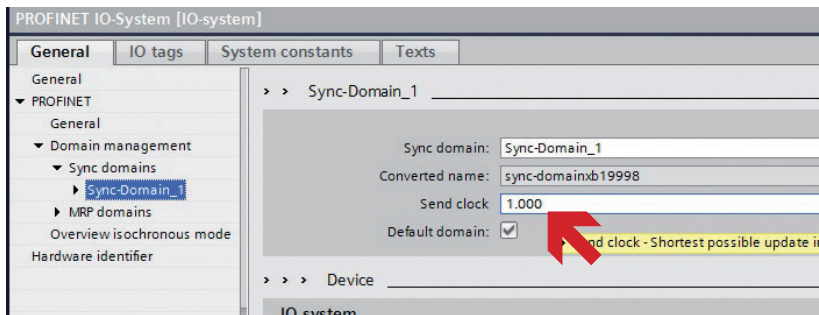 PROFINET IO-System [IO-system]
General IO tags System constants Texts
General
PROFINET
General
Domain management
Sync domains
Sync-Domain_1
MRP domains
Overview isochronous mode
Hardware identifier
> > Sync-Domain_1
Sync domain: Sync-Domain_1
Converted name: sync-domainxb19998
Send clock 1.000
Default domain:
clock - Shortest possible update
> > > Device
IO system